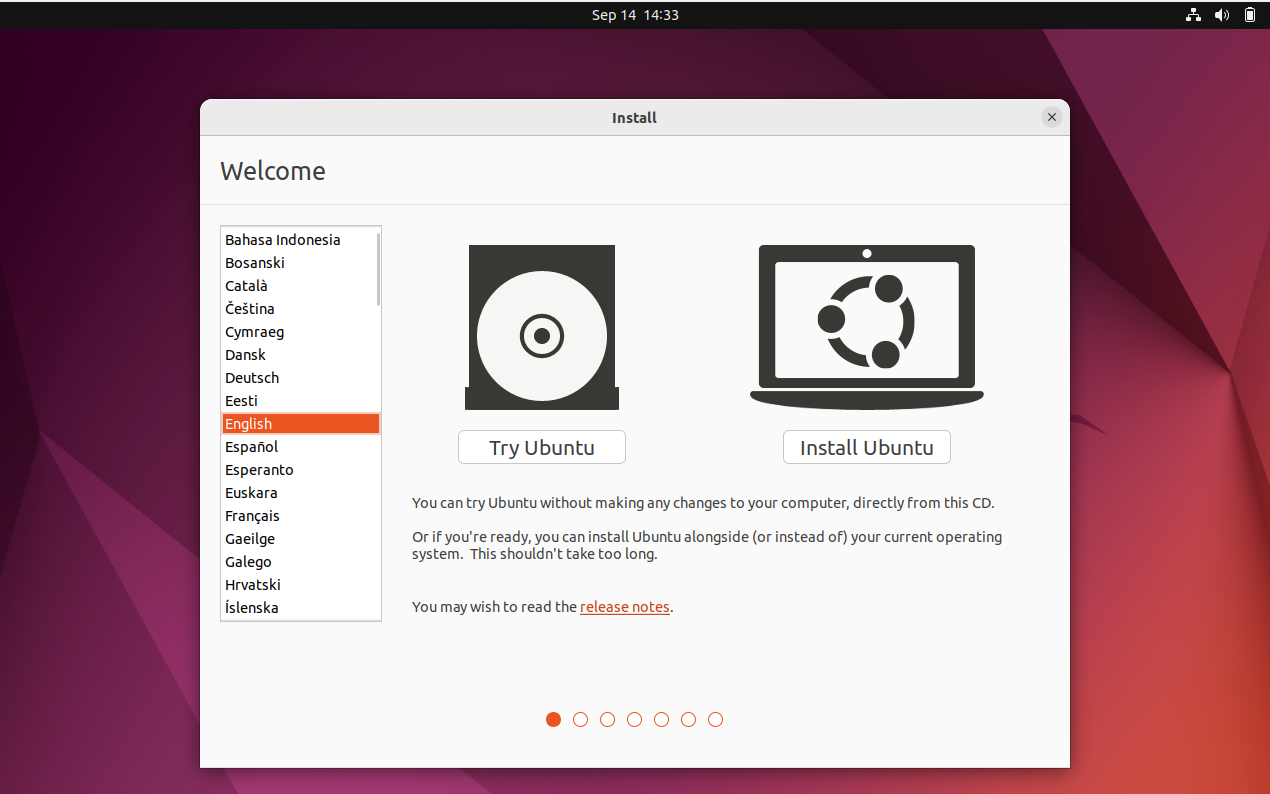 Sep 14  14:33
Install
Welcome
Bahasa Indonesia
Bosanski
Català
Čeština
Cymraeg
Dansk
Deutsch
Eesti
English
Español
Esperanto
Euskara
Français
Gaeilge
Galego
Hrvatski
Íslenska
Try Ubuntu
Install Ubuntu
You can try Ubuntu without making any changes to your computer, directly from this CD.
Or if you're ready, you can install Ubuntu alongside (or instead of) your current operating
system.  This shouldn't take too long.
You may wish to read the release notes.